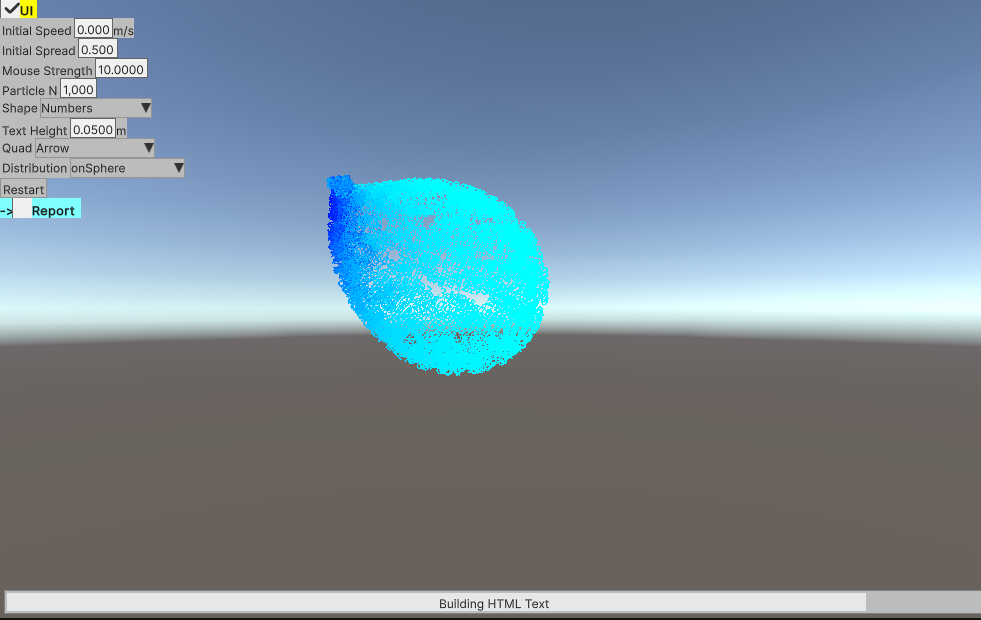 UI
Initial Speed 0.000 m/s
Initial Spread 0.500
Mouse Strength 10.0000
Particle N 1,000
Shape Numbers
Text Height 0.0500 m
Quad Arrow
Distribution onSphere
Restart
-> Report
Building HTML Text